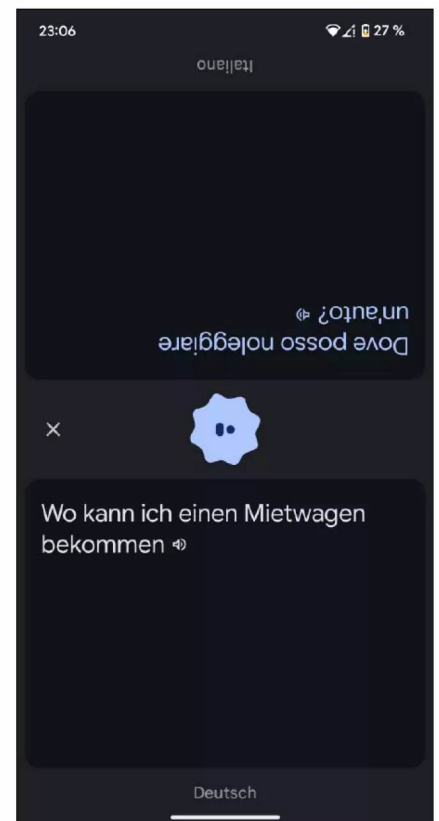 23:06
27 %
Italiano
Dove posso noleggiare
un'auto?
Wo kann ich einen Mietwagen
bekommen
Deutsch